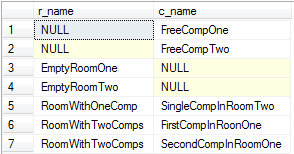 r_name c_name
1 NULL FreeCompOne
2 NULL FreeCompTwo
3 EmptyRoomOne NULL
4 EmptyRoomTwo NULL
5 RoomWithOneComp SingleCompInRoomTwo
6 RoomWithTwoComps FirstCompInRoonOne
7 RoomWithTwoComps SecondCompInRoomOne